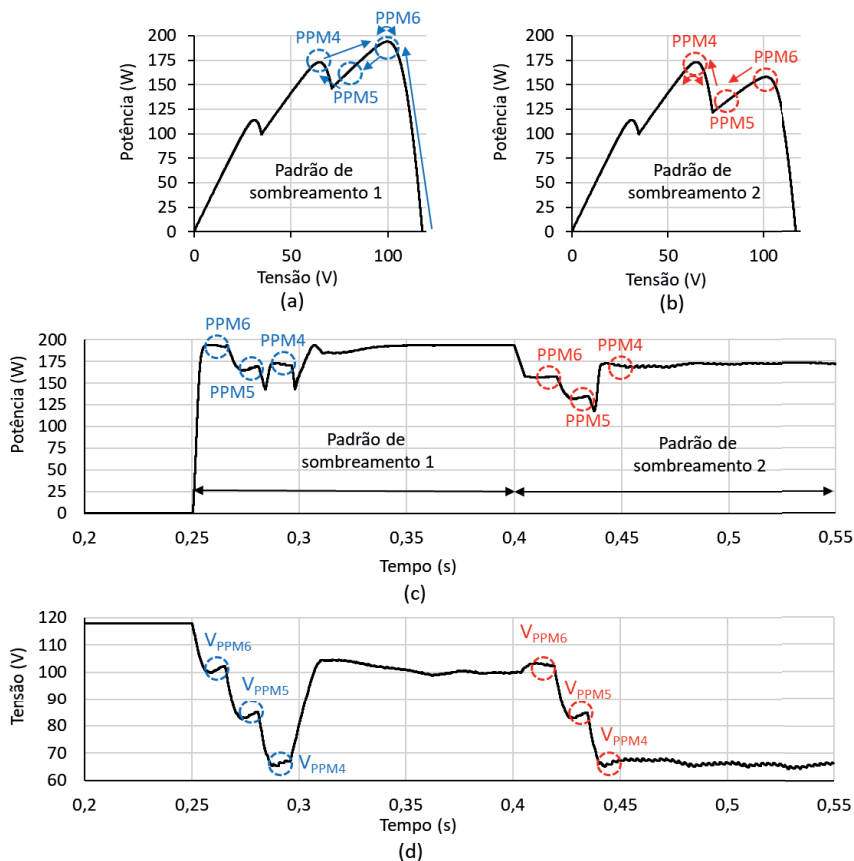 PPM6
PPM4
PPM5
Potência (W)
200
175
150
125
100
75
50
25
0
Padrão de
sombreamento 1
0
50
100
Tensão (V)
(a)
PPM4
PPM6
PPM5
Potência (W)
200
175
150
125
100
75
50
25
0
Padrão de
sombreamento 2
0
50
100
Tensão (V)
(b)
Potência (W)
200
175
150
125
100
75
50
25
0
PPM6
PPM5
PPM4
PPM6
PPM5
PPM4
Padrão de
sombreamento 1
Padrão de
sombreamento 2
0,2
0,25
0,3
0,35
0,4
0,45
0,5
0,55
Tempo (s)
(c)
Tensão (V)
120
110
100
90
80
70
60
VPPM6
VPPM5
VPPM4
VPPM6
VPPM5
VPPM4
0,2
0,25
0,3
0,35
0,4
0,45
0,5
0,55
Tempo (s)
(d)